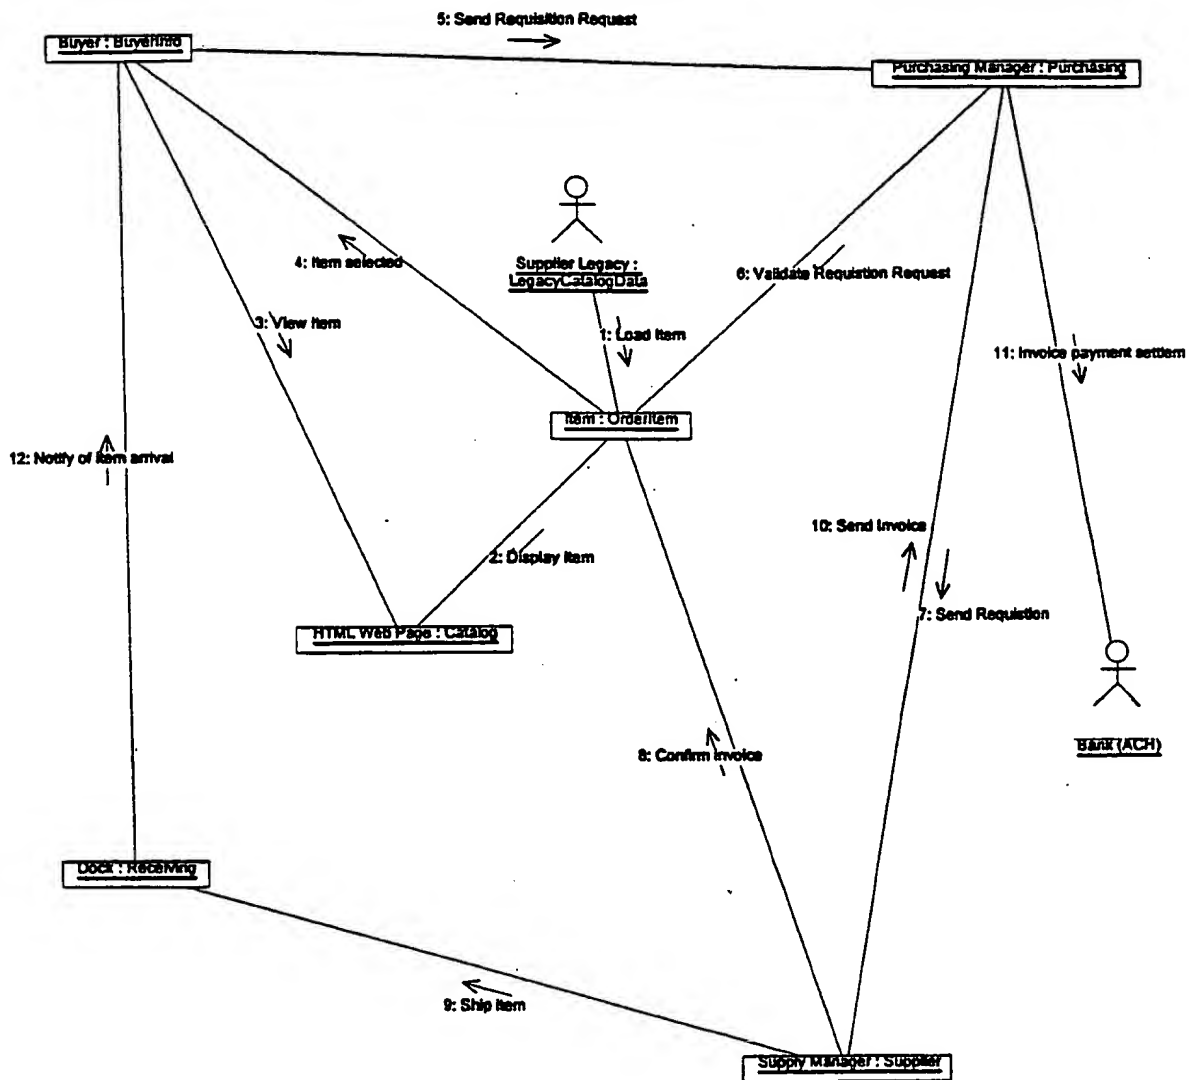 5: Send Requisition Request
Buyer : BuyerInfo
Purchasing Manager : Purchasing
4: Item selected
Supplier Legacy :
LegacyCatalogData
6: Validate Requistion Request
3: View Item
1: Load Item
11: Invoice payment settlem
Item : OrderItem
12: Notify of item arrival
10: Send Invoice
2: Display Item
7: Send Requistion
HTML Web Page : Catalog
Bank (ACH)
8: Confirm invoice
Dock : Receiving
9: Ship Item
Supply Manager : Supplier